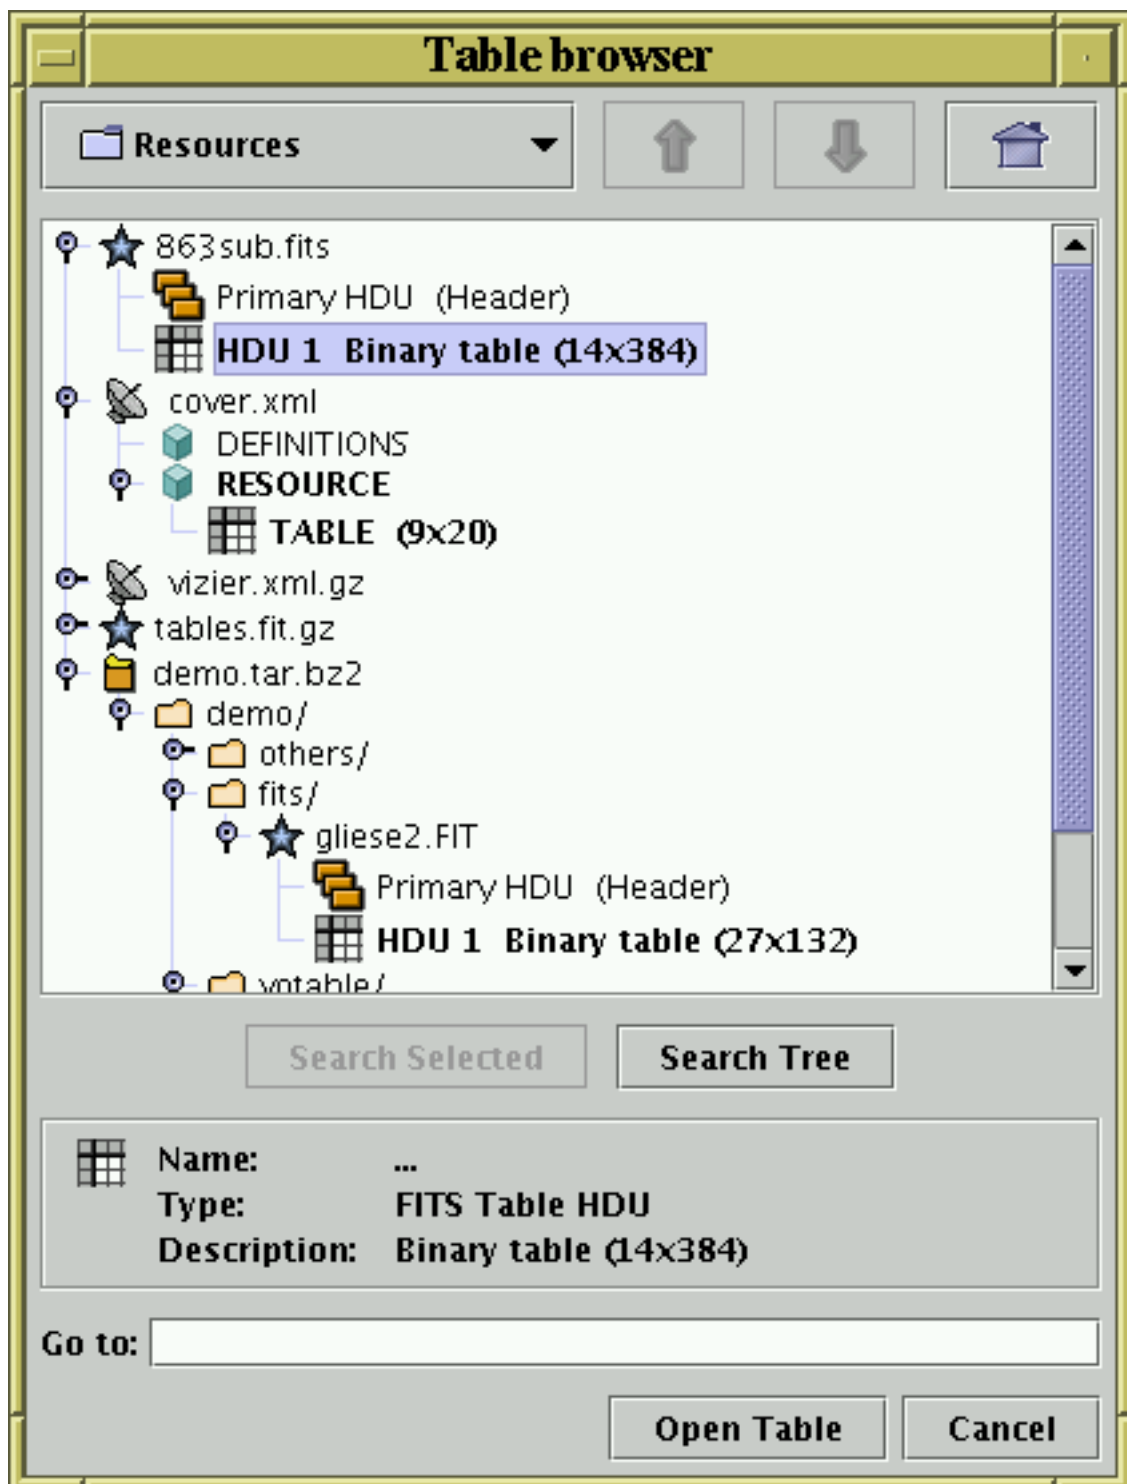 Table browser
Resources
863sub.fits
Primary HDU (Header)
HDU 1 Binary table (14x384)
cover.xml
DEFINITIONS
RESOURCE
TABLE (9x20)
vizier.xml.gz
tables.fit.gz
demo.tar.bz2
demo/
others/
fits/
gliese2.FIT
Primary HDU (Header)
HDU 1 Binary table (27x132)
votable/
Search Selected Search Tree
Name: ...
Type: FITS Table HDU
Description: Binary table (14x384)
Go to:
Open Table Cancel